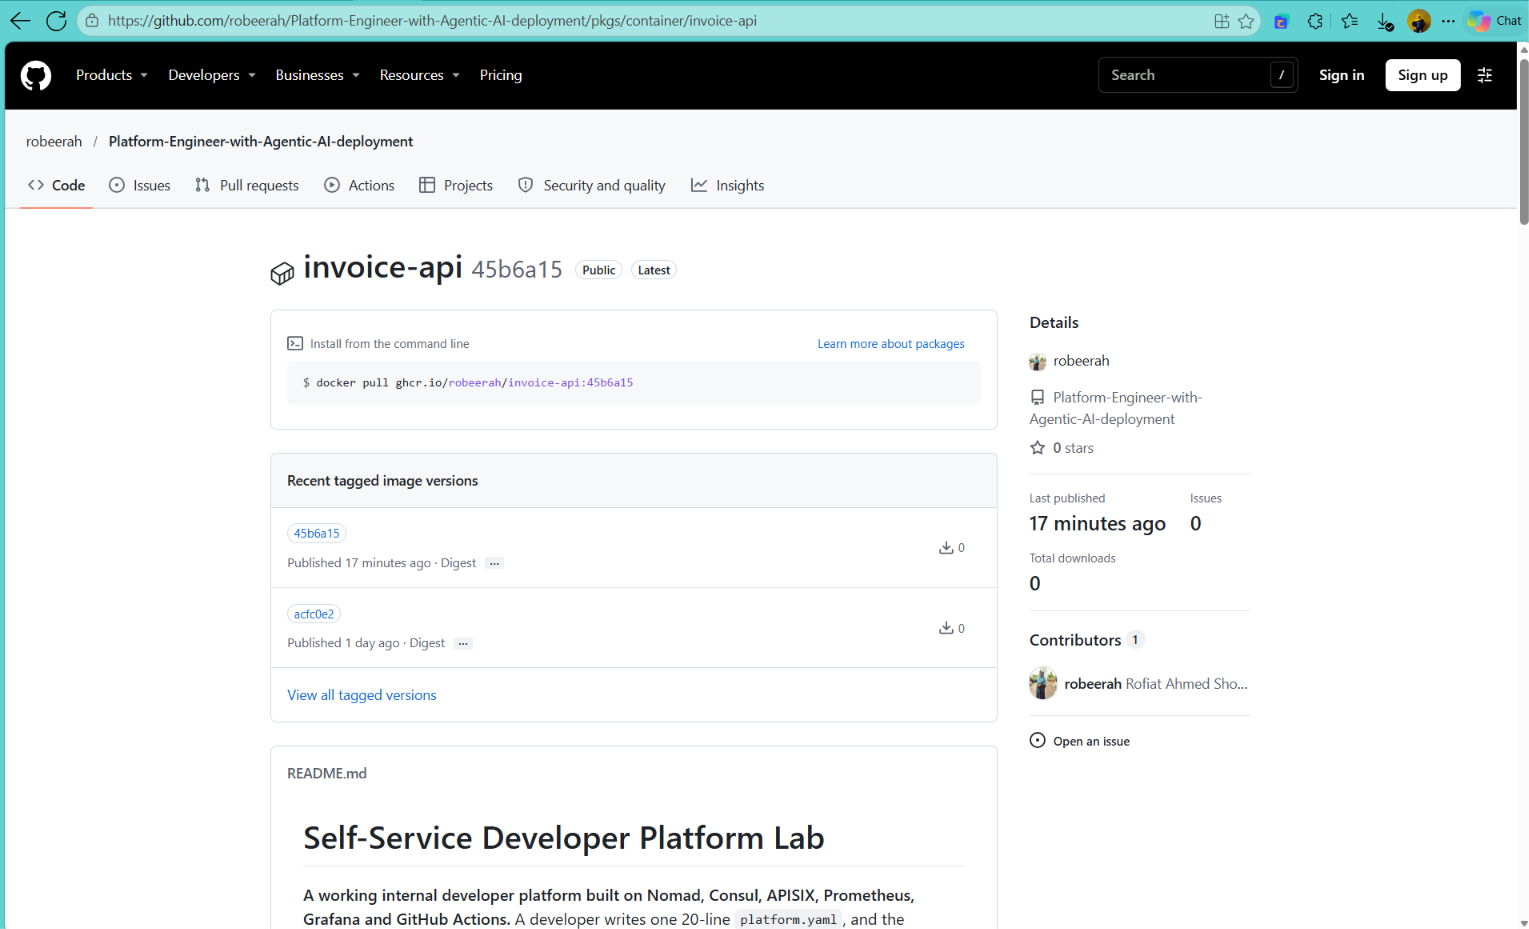 https://github.com/robeerah/Platform-Engineer-with-Agentic-AI-deployment/pkgs/container/invoice-api
Chat
Products Developers Businesses Resources Pricing Search / Sign in Sign up
robeerah / Platform-Engineer-with-Agentic-AI-deployment
Code Issues Pull requests Actions Projects Security and quality Insights
invoice-api 45b6a15 Public Latest
Install from the command line Learn more about packages
$ docker pull ghcr.io/robeerah/invoice-api:45b6a15
Recent tagged image versions
45b6a15
Published 17 minutes ago · Digest ...
0
acfc0e2
Published 1 day ago · Digest ...
0
View all tagged versions
README.md
Self-Service Developer Platform Lab
A working internal developer platform built on Nomad, Consul, APISIX, Prometheus,
Grafana and GitHub Actions. A developer writes one 20-line platform.yaml, and the
Details
robeerah
Platform-Engineer-with-
Agentic-AI-deployment
0 stars
Last published Issues
17 minutes ago 0
Total downloads
0
Contributors 1
robeerah Rofiat Ahmed Sho...
Open an issue